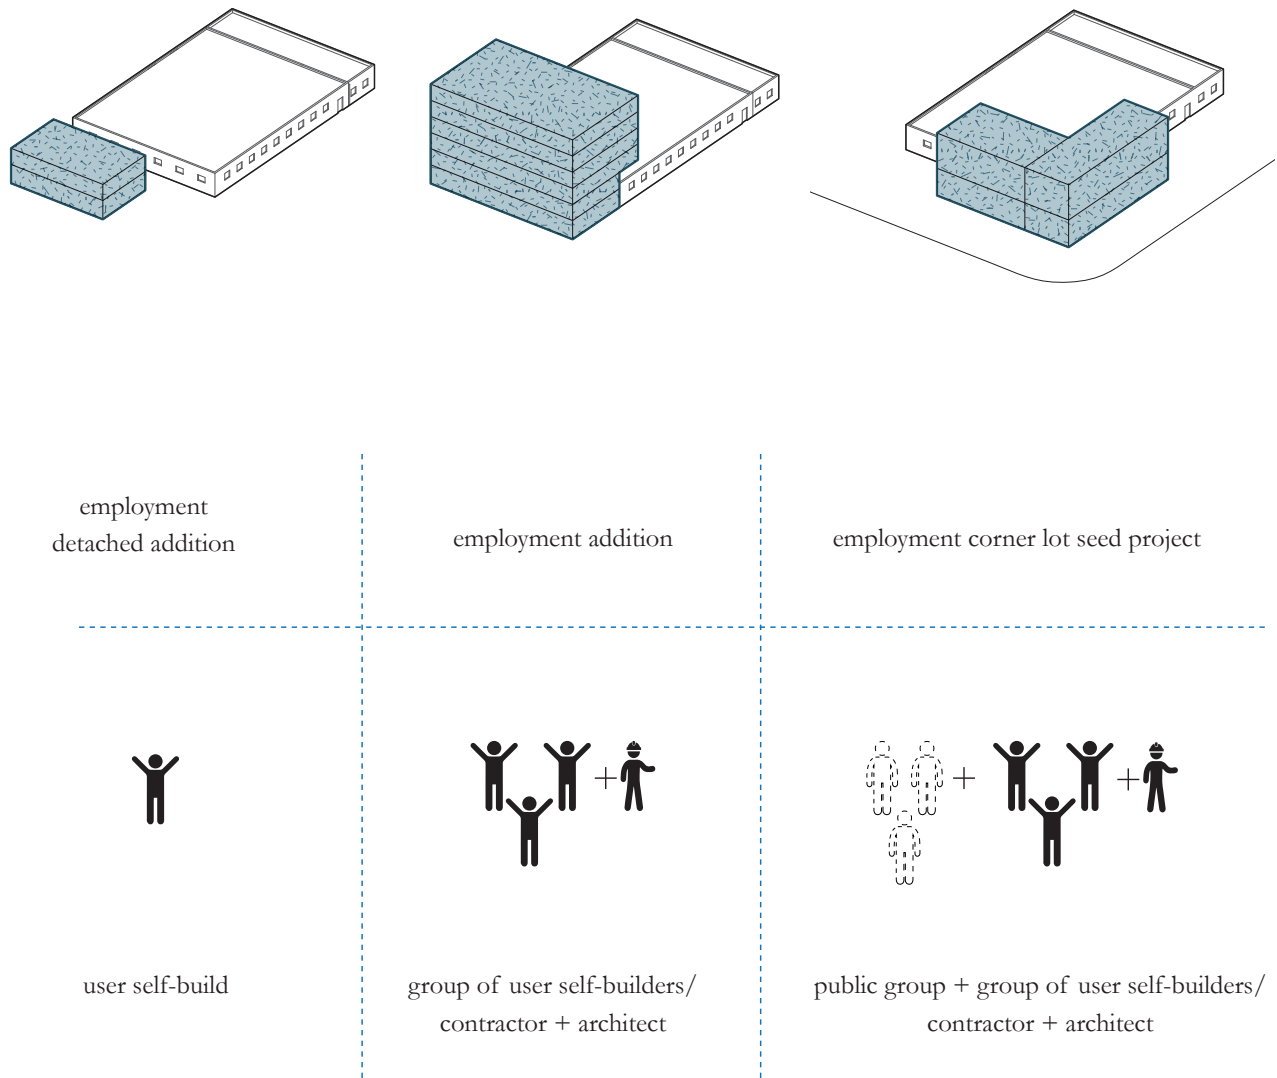 employment
detached addition
employment addition
employment corner lot seed project
+
+
+
user self-build
group of user self-builders/
contractor + architect
public group + group of user self-builders/
contractor + architect